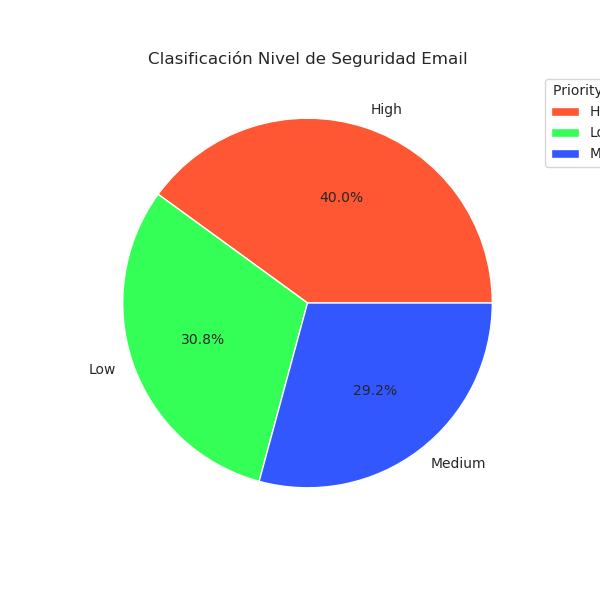 Clasificación Nivel de Seguridad Email
High
40.0%
30.8%
Low
29.2%
Medium
Priority